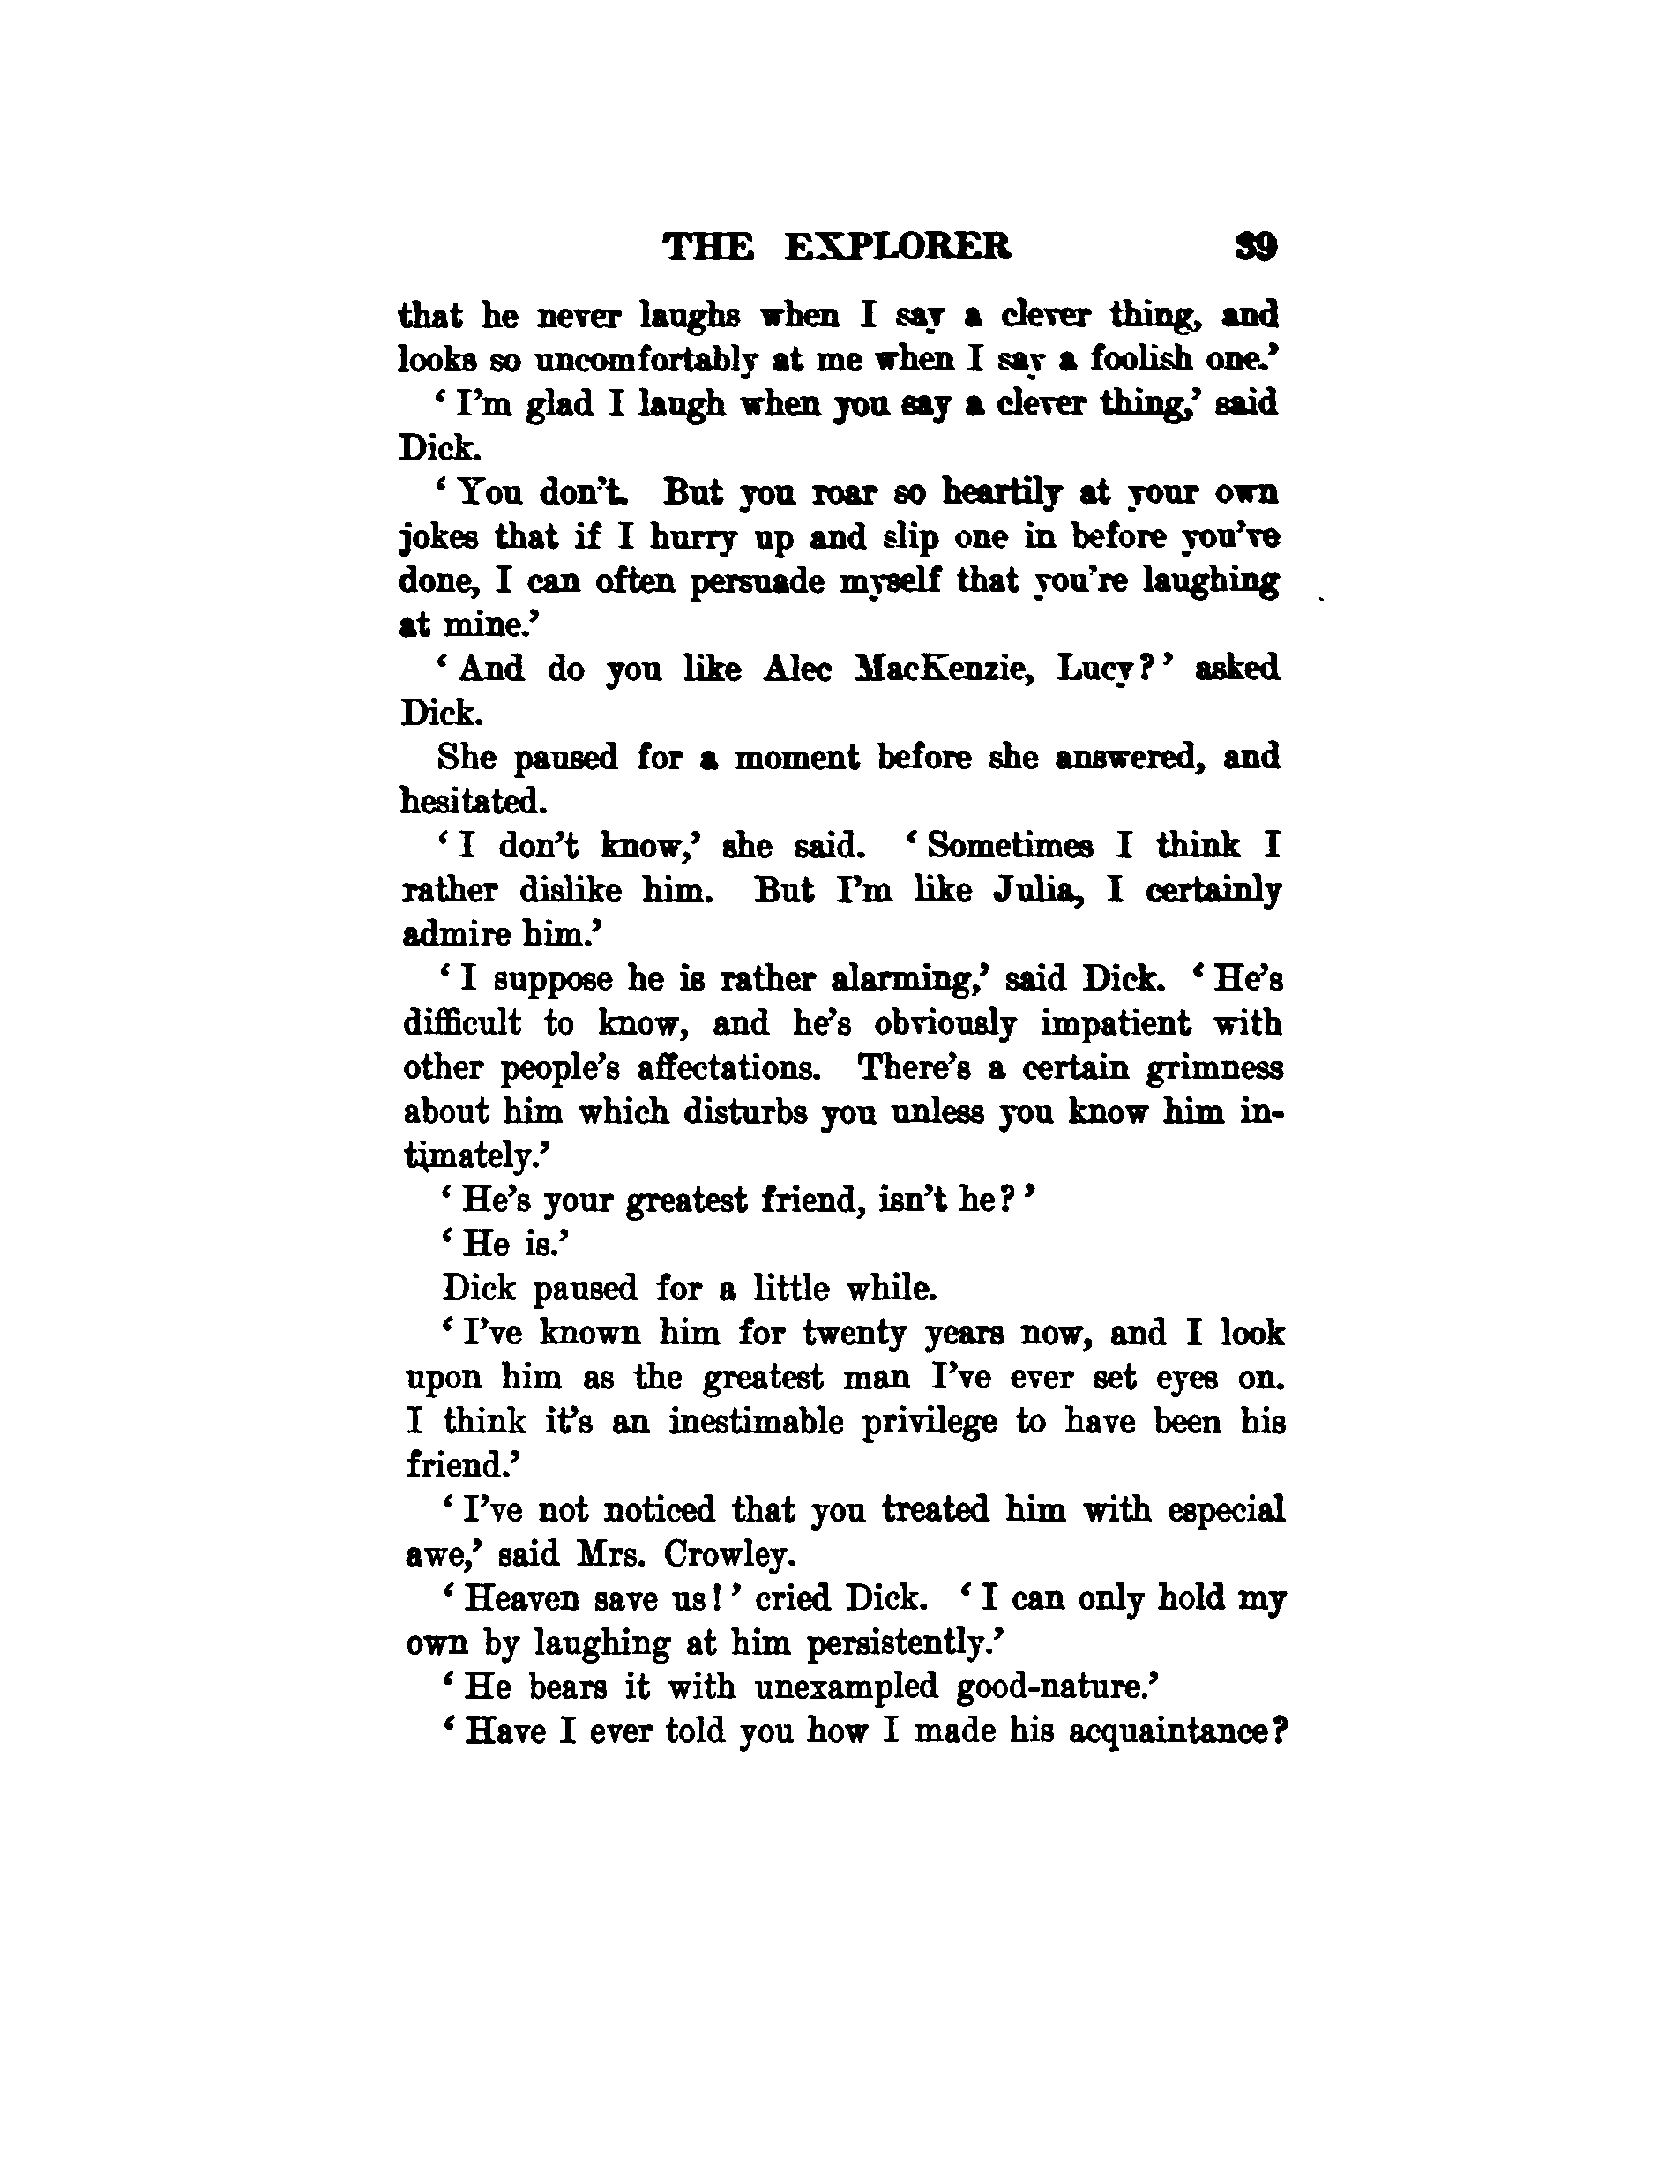 THE EXPLORER 39
that he never laughs when I say a clever thing, and
looks so uncomfortably at me when I say a foolish one.’
‘I’m glad I laugh when you say a clever thing,’ said
Dick.
‘You don’t. But you roar so heartily at your own
jokes that if I hurry up and slip one in before you’ve
done, I can often persuade myself that you’re laughing
at mine.’
‘And do you like Alec MacKenzie, Lucy?’ asked
Dick.
She paused for a moment before she answered, and
hesitated.
‘I don’t know,’ she said. ‘Sometimes I think I
rather dislike him. But I’m like Julia, I certainly
admire him.’
‘I suppose he is rather alarming,’ said Dick. ‘He’s
difficult to know, and he’s obviously impatient with
other people’s affectations. There’s a certain grimness
about him which disturbs you unless you know him in-
timately.’
‘He’s your greatest friend, isn’t he?’
‘He is.’
Dick paused for a little while.
‘I’ve known him for twenty years now, and I look
upon him as the greatest man I’ve ever set eyes on.
I think it’s an inestimable privilege to have been his
friend.’
‘I’ve not noticed that you treated him with especial
awe,’ said Mrs. Crowley.
‘Heaven save us!’ cried Dick. ‘I can only hold my
own by laughing at him persistently.’
‘He bears it with unexampled good-nature.’
‘Have I ever told you how I made his acquaintance?